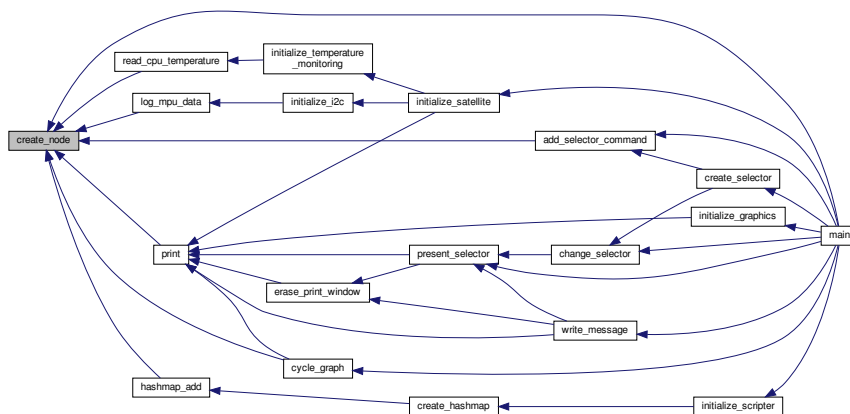 read_cpu_temperature
initialize_temperature
_monitoring
log_mpu_data
initialize_i2c
initialize_satellite
create_node
add_selector_command
create_selector
initialize_graphics
main
print
present_selector
change_selector
erase_print_window
write_message
cycle_graph
hashmap_add
create_hashmap
initialize_scripter